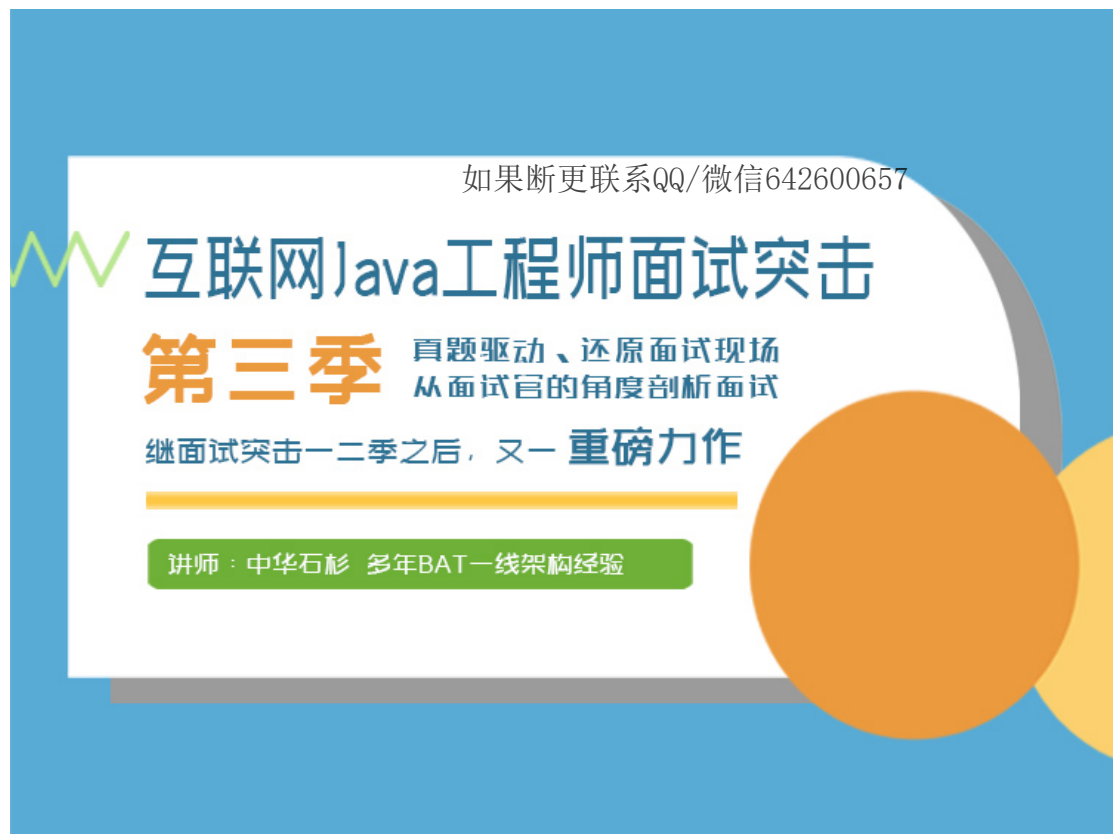 如果断更联系QQ/微信642600657
互联网Java工程师面试突击
第三季
真题驱动、还原面试现场
从面试官的角度剖析面试
继面试突击一二季之后，又一 重磅力作
讲师：中华石杉 多年BAT一线架构经验